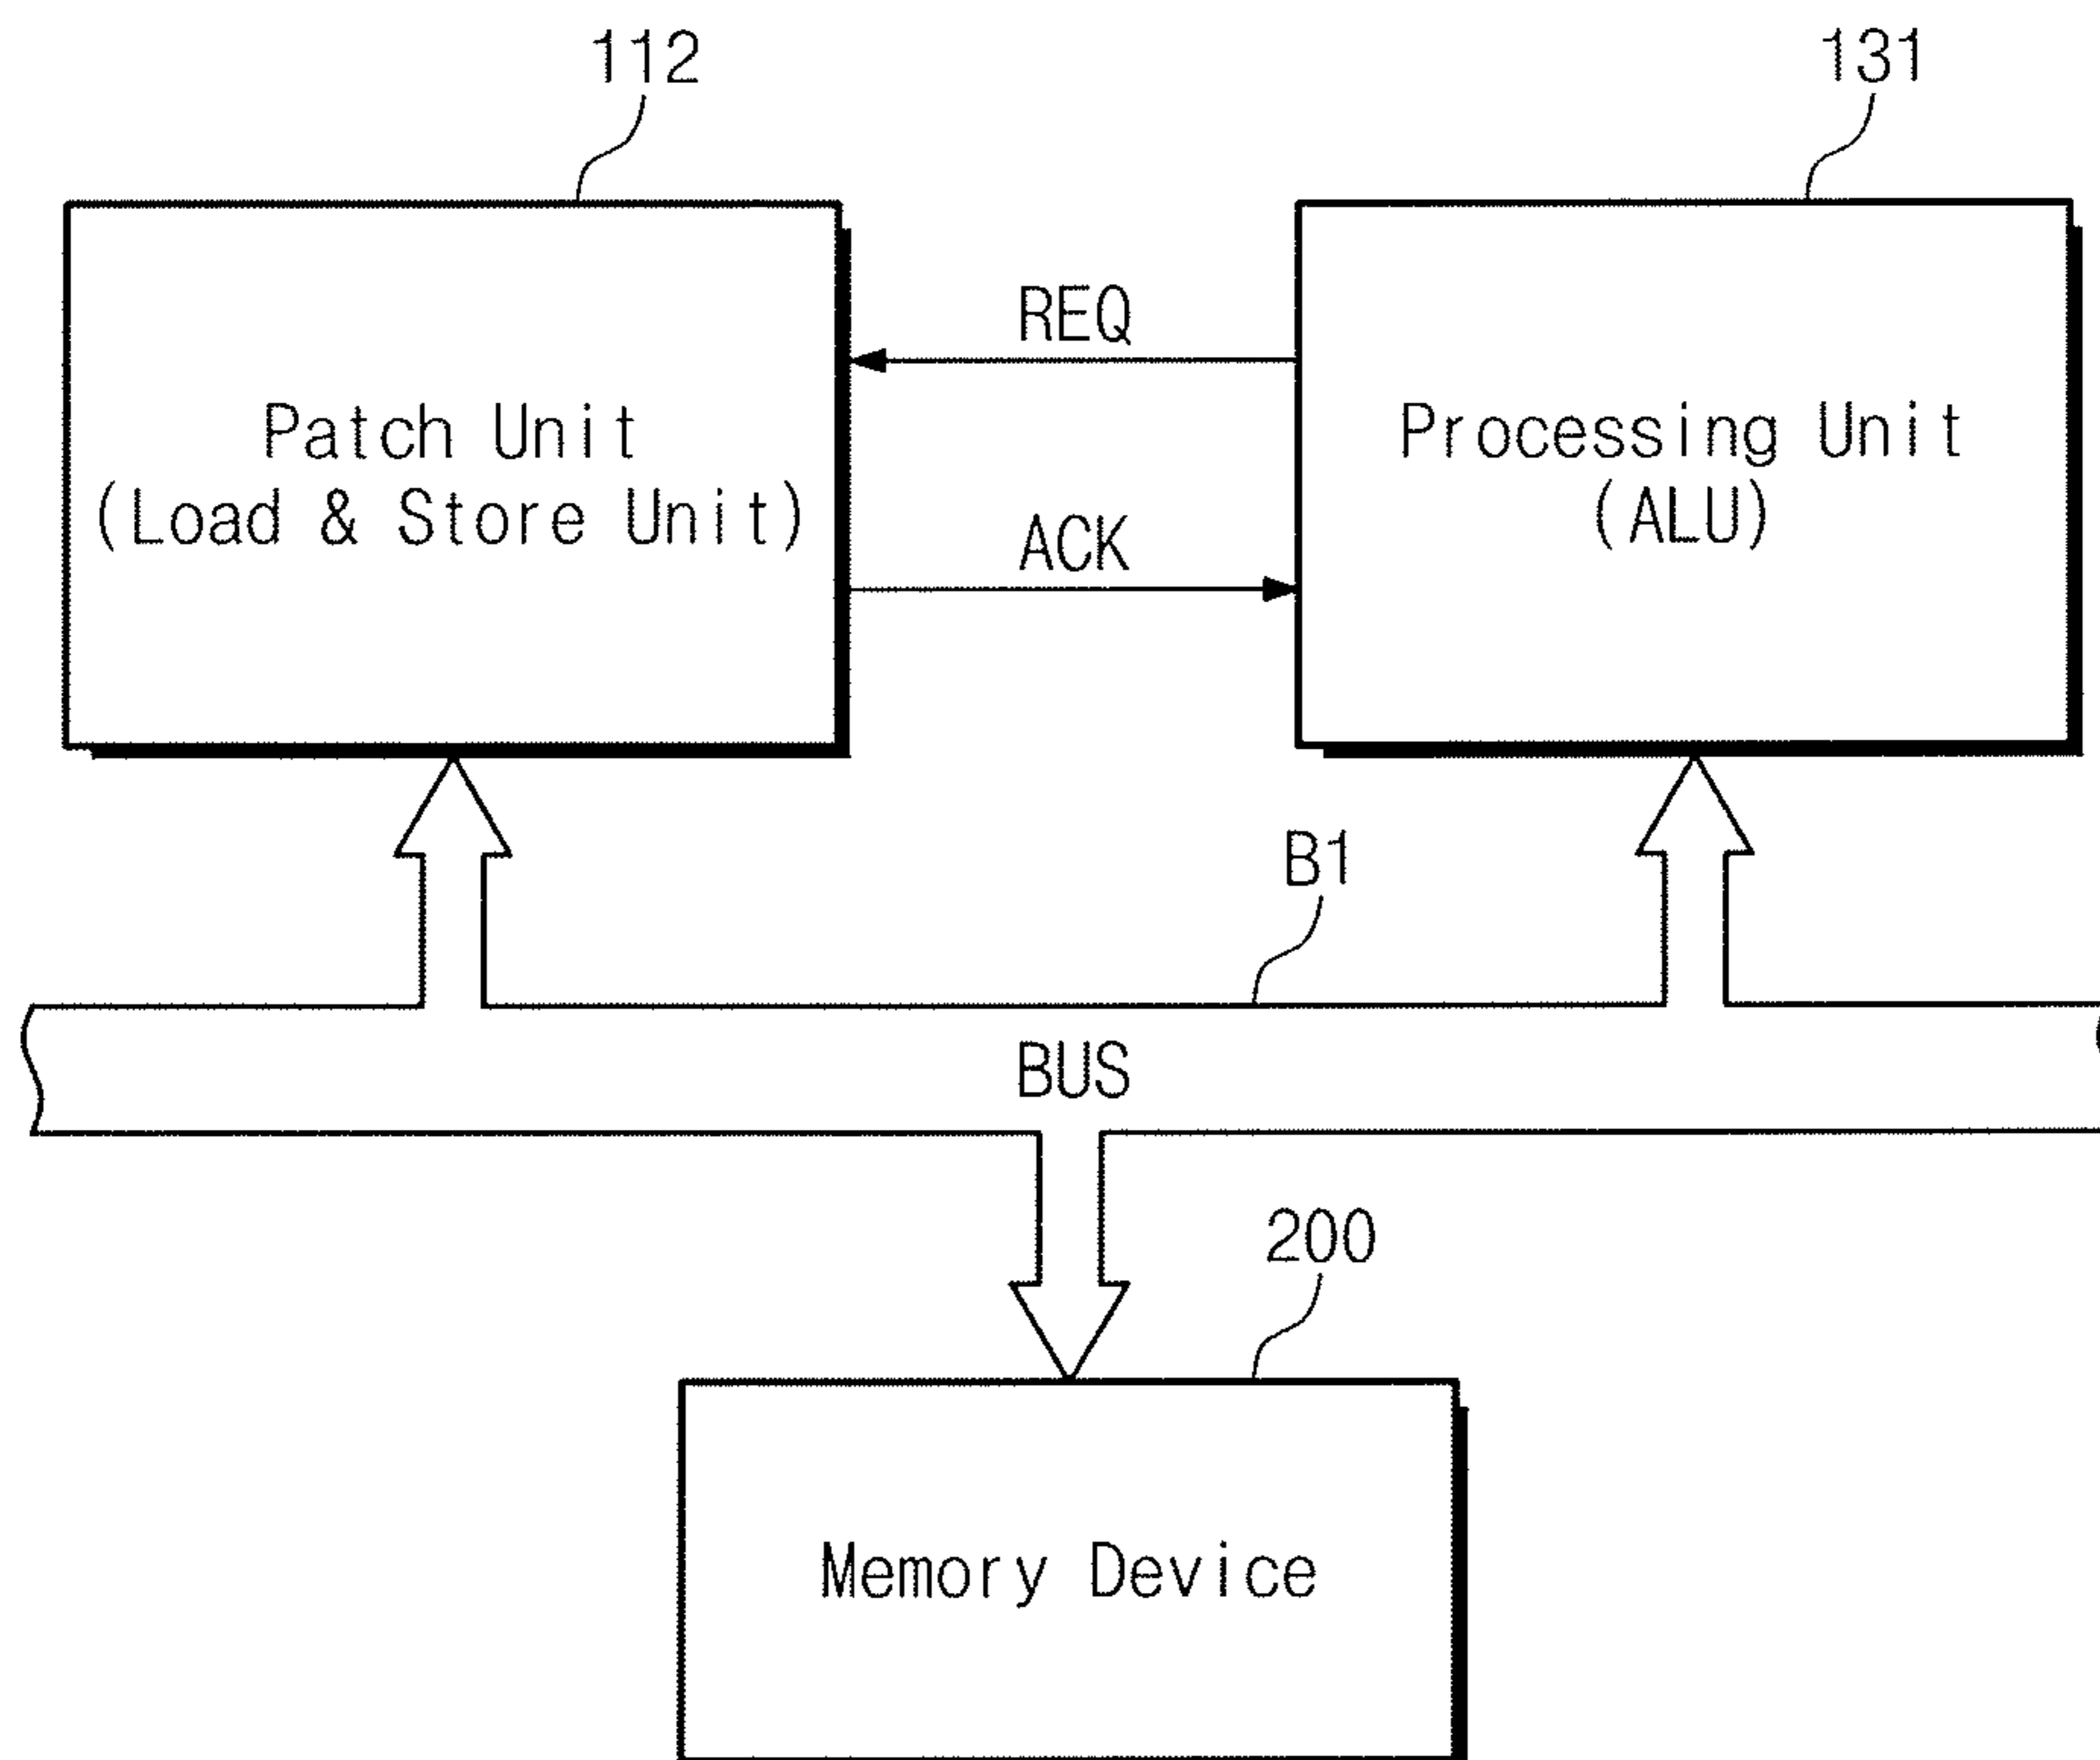 112
131
REQ
Patch Unit
(Load & Store Unit)
Processing Unit
(ALU)
ACK
B1
BUS
200
Memory Device